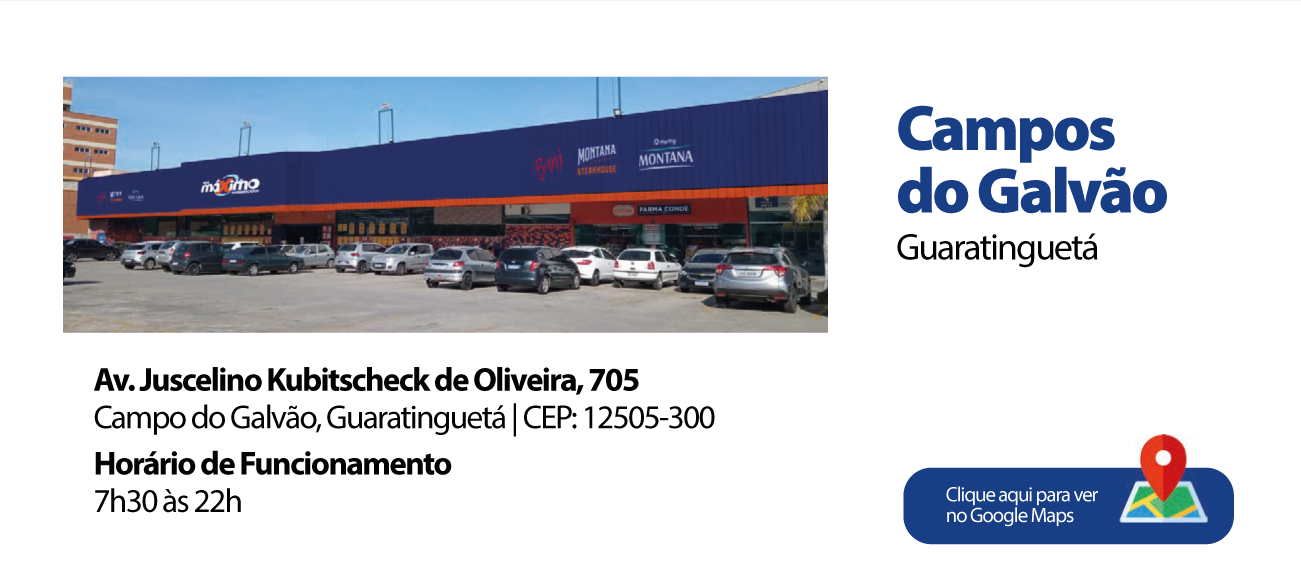 máximo
MONTANA
STEAKHOUSE
MONTANA
FARMA CONDE
Campos
do Galvão
Guaratinguetá
Av. Juscelino Kubitscheck de Oliveira, 705
Campo do Galvão, Guaratinguetá | CEP: 12505-300
Horário de Funcionamento
7h30 às 22h
Clique aqui para ver
no Google Maps